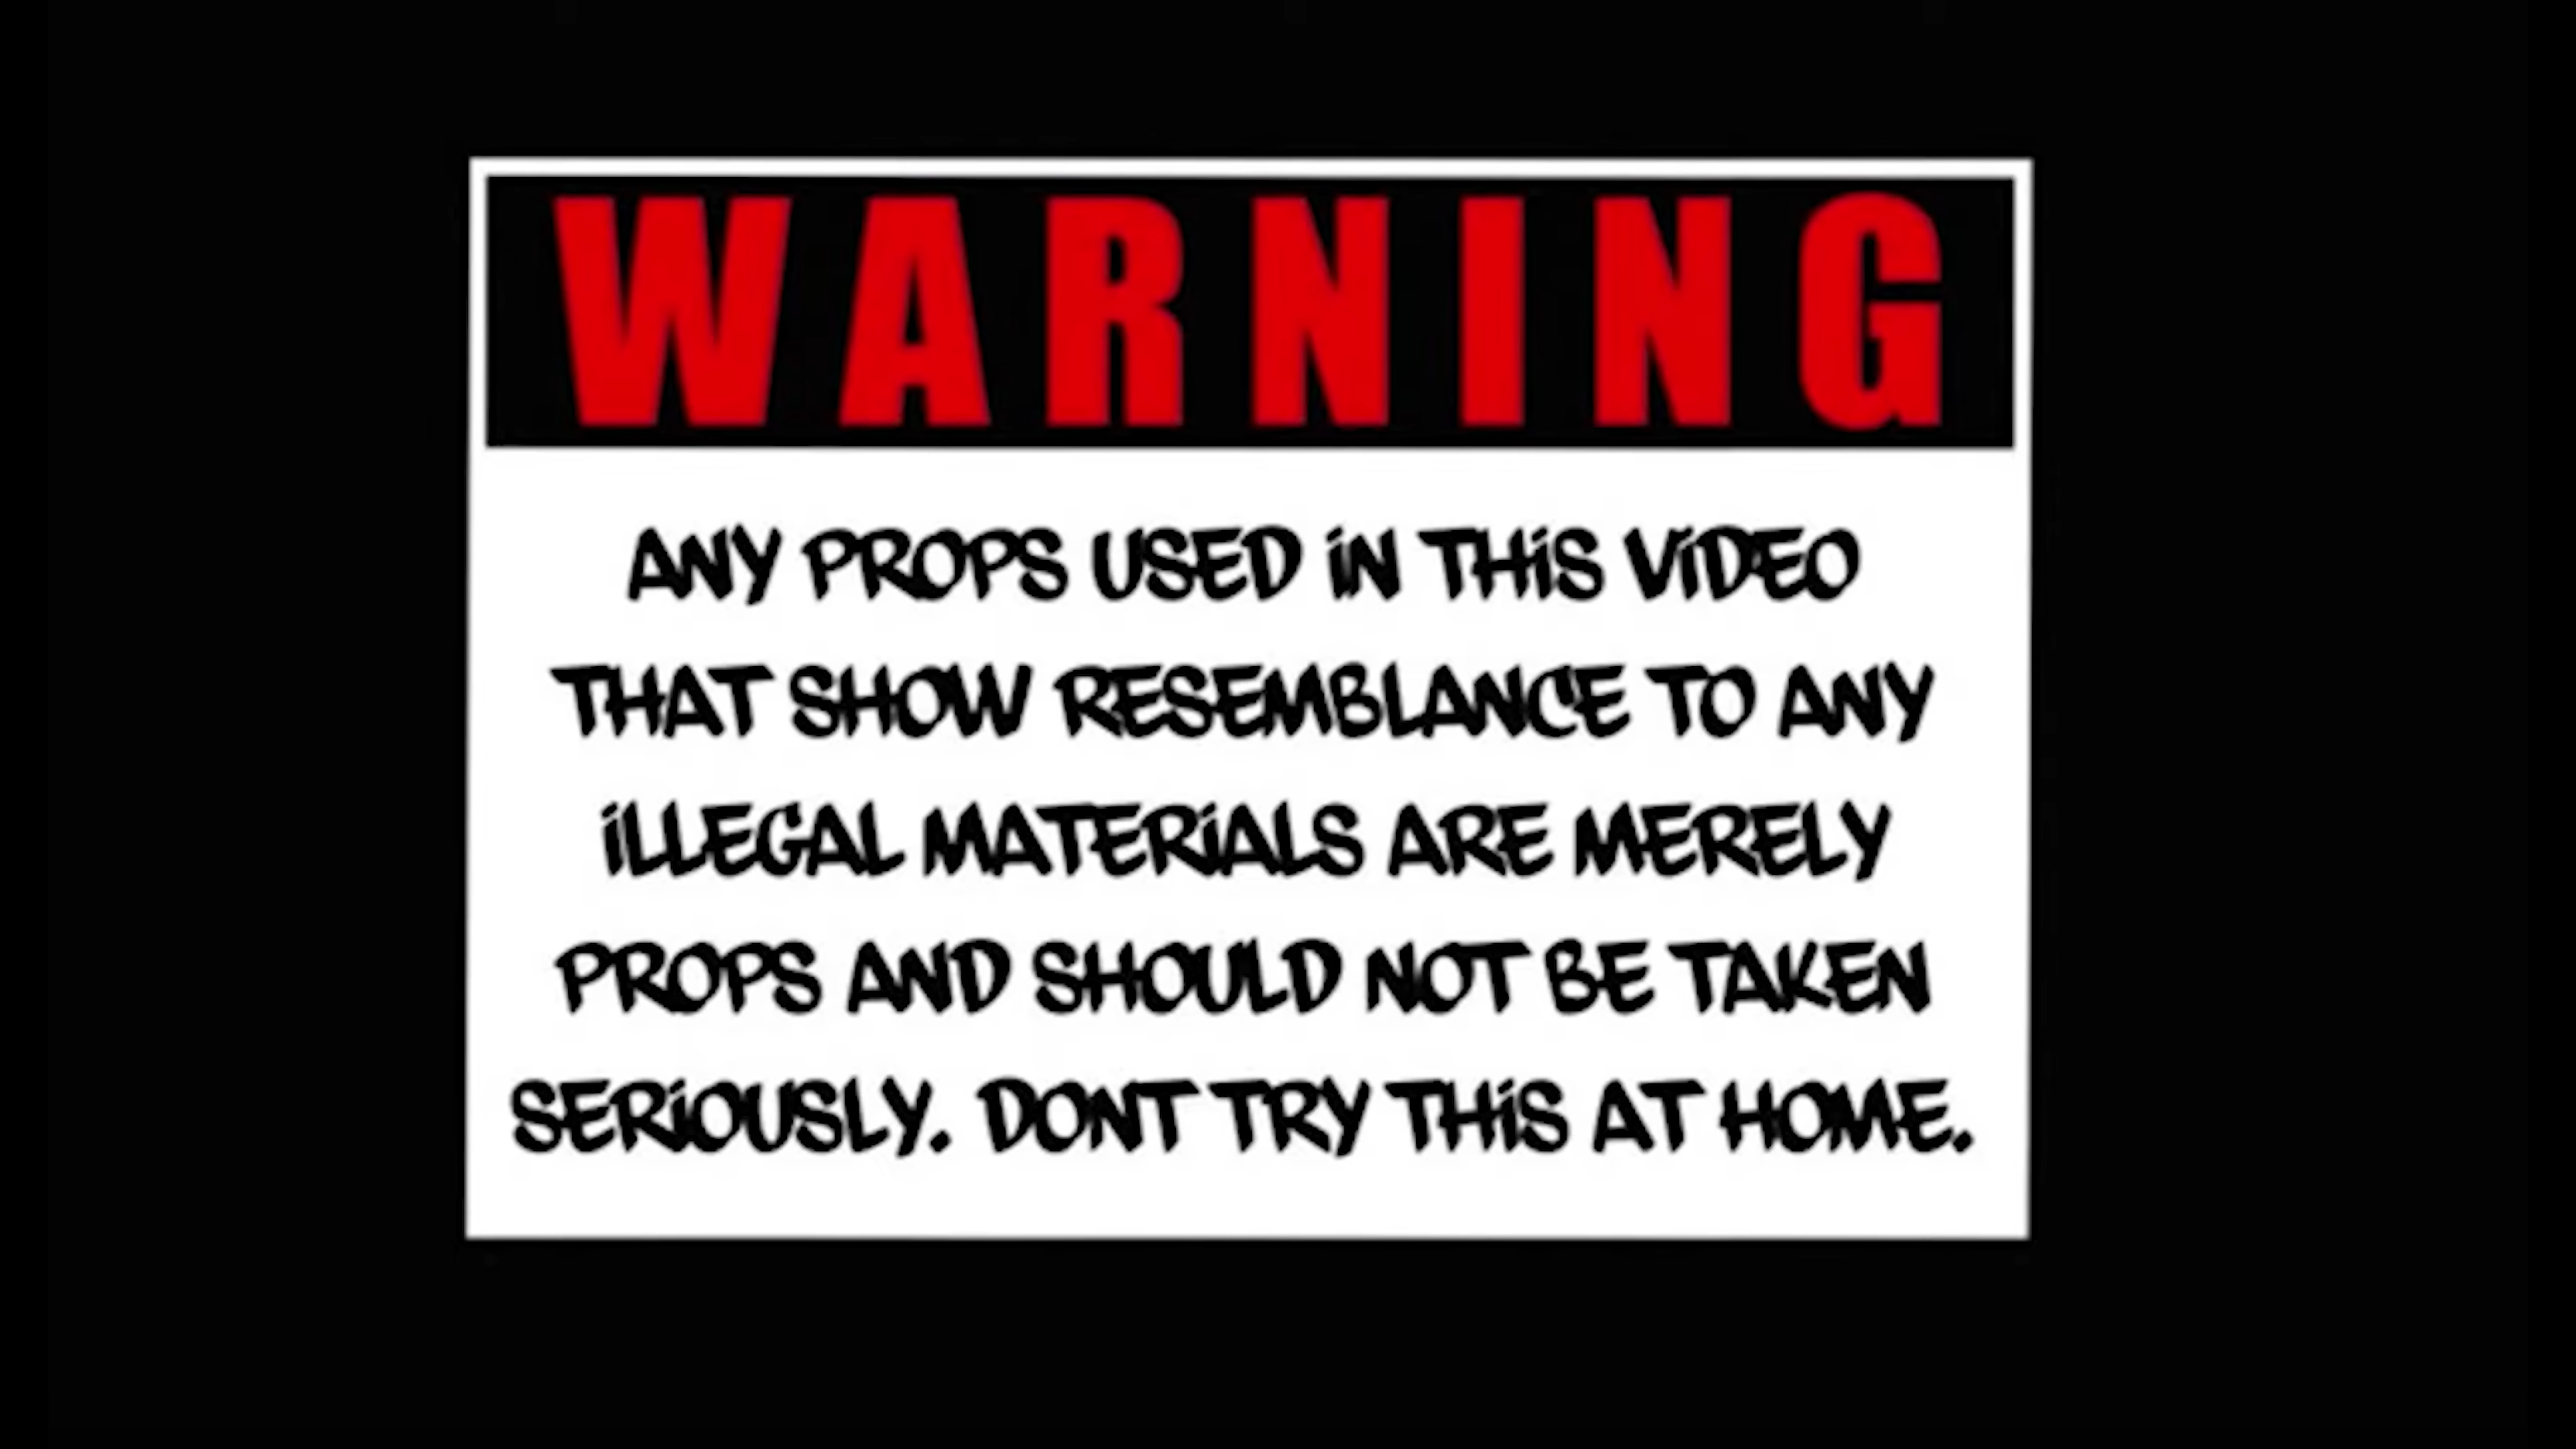 WARNING
ANY PROPS USED iN THiS ViDEO
THAT SHOW RESEMBLANCE TO ANY
iLLEGAL MATERiALS ARE MERELY
PROPS AND SHOULD NOT BE TAKEN
SERiOUSLY. DONT TRY THiS AT HOME.